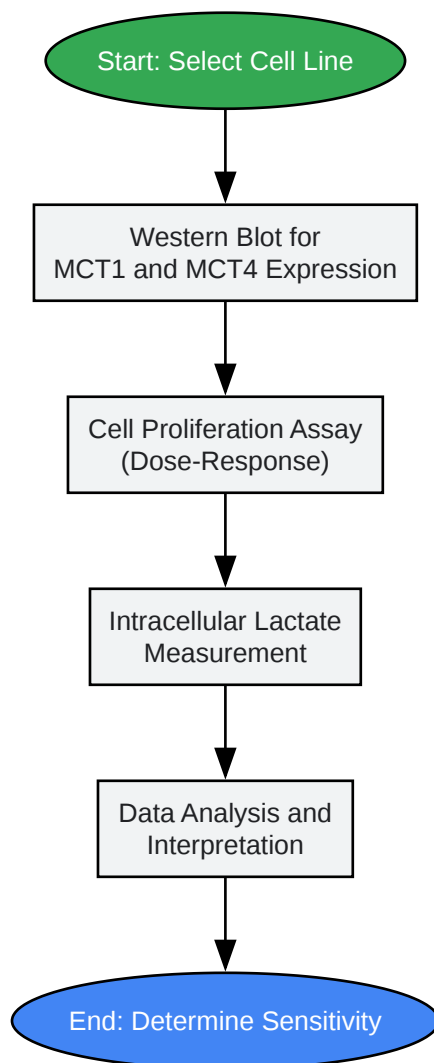 Start: Select Cell Line
Western Blot for
MCT1 and MCT4 Expression
Cell Proliferation Assay
(Dose-Response)
Intracellular Lactate
Measurement
Data Analysis and
Interpretation
End: Determine Sensitivity